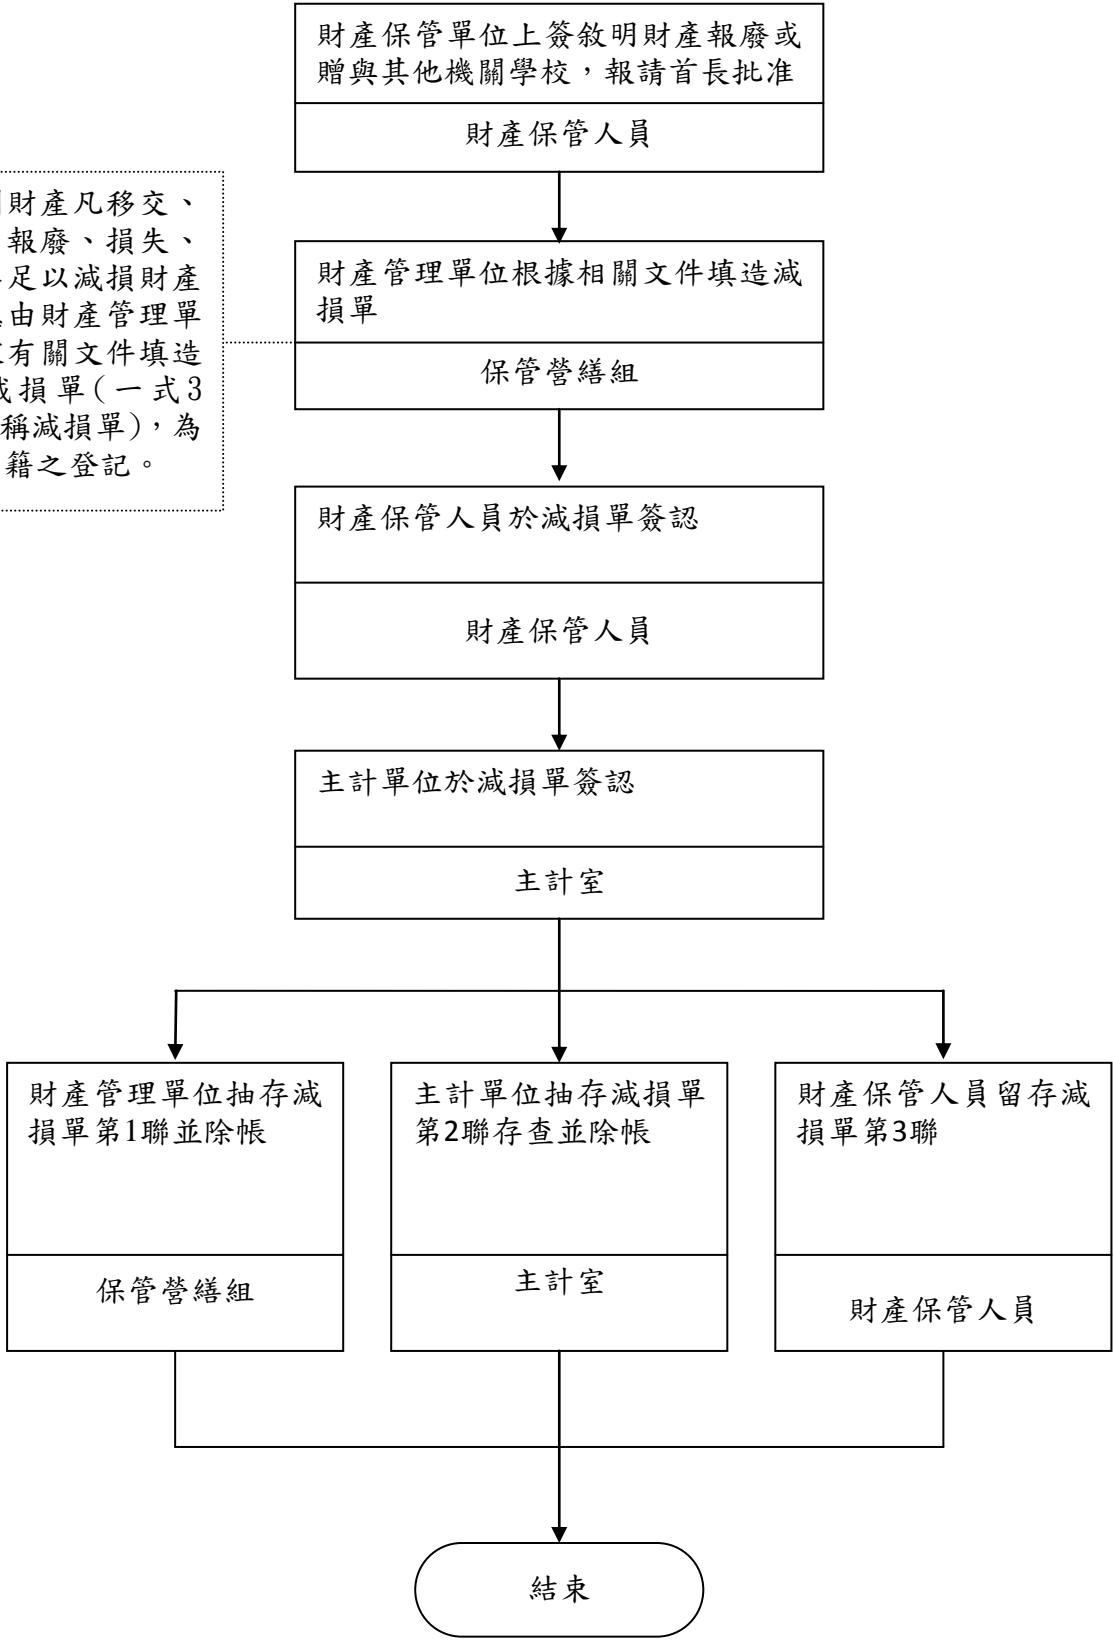 財產保管單位上簽敘明財產報廢或
贈與其他機關學校，報請首長批准
財產保管人員
財產凡移交、
報廢、損失、
足以減損財產
由財產管理單
有關文件填造
減損單(一式3
稱減損單)，為
籍之登記。
財產管理單位根據相關文件填造減
損單
保管營繕組
財產保管人員於減損單簽認
財產保管人員
主計單位於減損單簽認
主計室
財產管理單位抽存減
損單第1聯並除帳
保管營繕組
主計單位抽存減損單
第2聯存查並除帳
主計室
財產保管人員留存減
損單第3聯
財產保管人員
結束